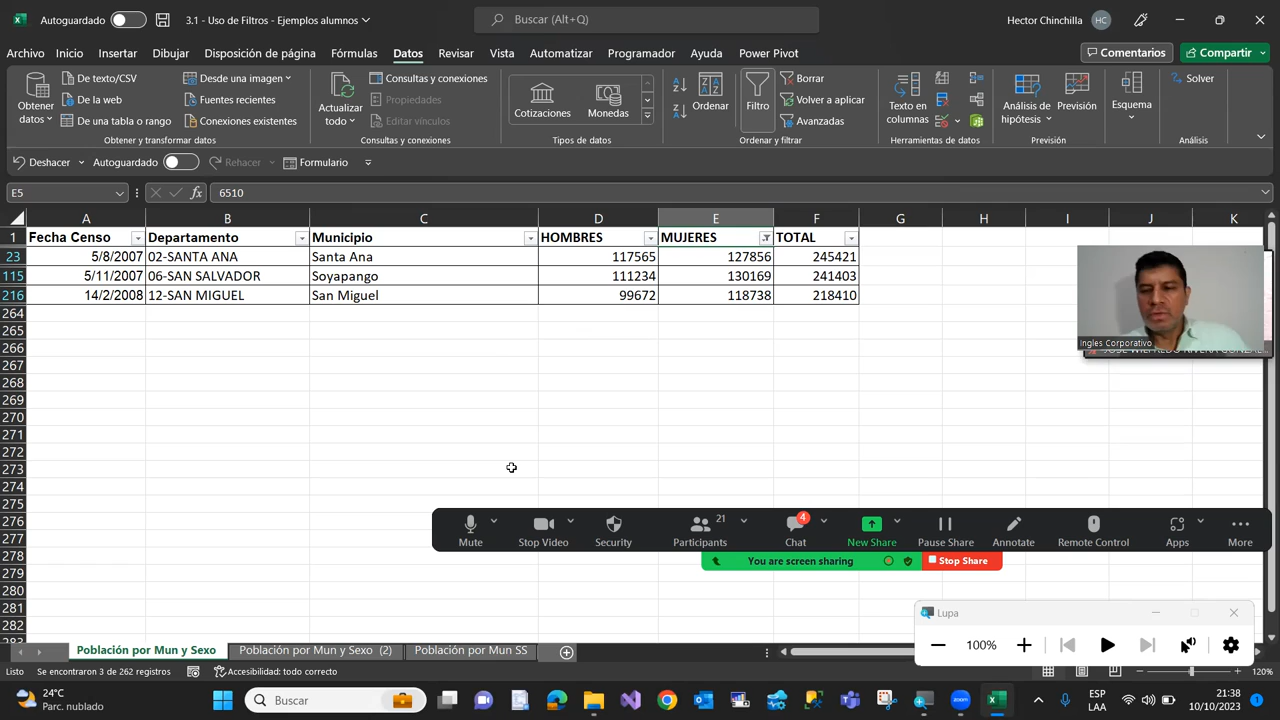 Autoguardado
3.1 - Uso de Filtros - Ejemplos alumnos
Buscar (Alt+Q)
Hector Chinchilla
HC
Archivo Inicio Insertar Dibujar Disposición de página Fórmulas Datos Revisar Vista Automatizar Programador Ayuda Power Pivot
Comentarios
Compartir
Obtener datos
De texto/CSV
De la web
De una tabla o rango
Desde una imagen
Fuentes recientes
Conexiones existentes
Obtener y transformar datos
Actualizar todo
Consultas y conexiones
Propiedades
Editar vínculos
Consultas y conexiones
Cotizaciones
Monedas
Tipos de datos
Ordenar
Filtro
Borrar
Volver a aplicar
Avanzadas
Ordenar y filtrar
Texto en columnas
Herramientas de datos
Análisis de hipótesis
Previsión
Previsión
Esquema
Solver
Análisis
Deshacer
Autoguardado
Rehacer
Formulario
E5
fx
6510
A B C D E F G H I J K
1 Fecha Censo Departamento Municipio HOMBRES MUJERES TOTAL
23 5/8/2007 02-SANTA ANA Santa Ana 117565 127856 245421
115 5/11/2007 06-SAN SALVADOR Soyapango 111234 130169 241403
216 14/2/2008 12-SAN MIGUEL San Miguel 99672 118738 218410
264
265
266
267
268
269
270
271
272
273
274
275
276
277
278
279
280
281
282
Ingles Corporativo
Mute
Stop Video
Security
21
Participants
4
Chat
New Share
Pause Share
Annotate
Remote Control
Apps
More
You are screen sharing
Stop Share
Lupa
100%
Población por Mun y Sexo
Población por Mun y Sexo (2)
Población por Mun SS
Listo
Se encontraron 3 de 262 registros
Accesibilidad: todo correcto
120%
24°C
Parc. nublado
Buscar
ESP
LAA
21:38
10/10/2023
1